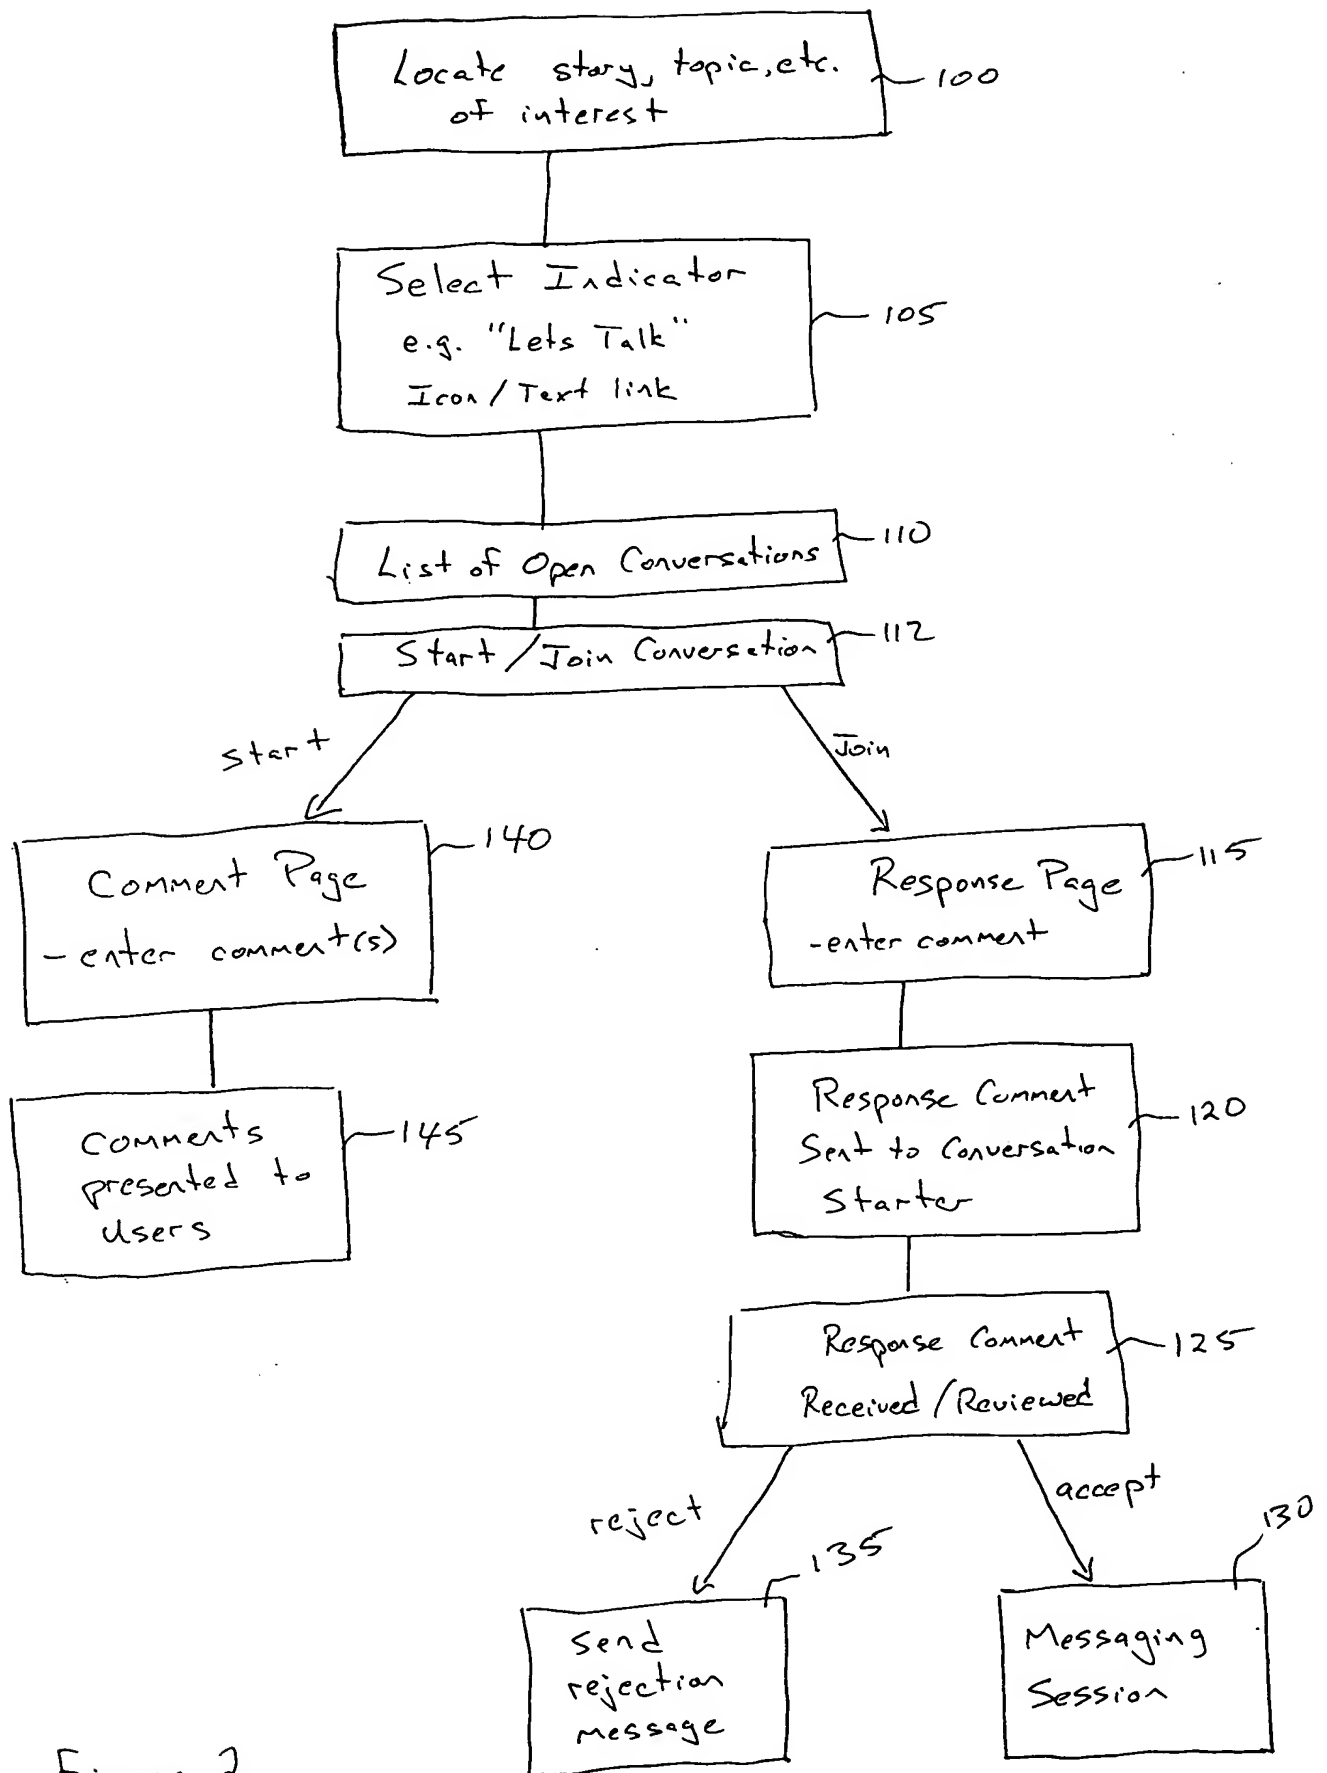 Locate story, topic, etc.
of interest
100
Select Indicator
e.g. "Lets Talk"
Icon / Text link
105
List of Open Conversations
110
Start / Join Conversation
112
start
Join
Comment Page
- enter comment(s)
140
Response Page
- enter comment
115
Comments
presented to
users
145
Response Comment
Sent to Conversation
Starter
120
Response Comment
Received / Reviewed
125
reject
accept
Send
rejection
message
135
Messaging
Session
130